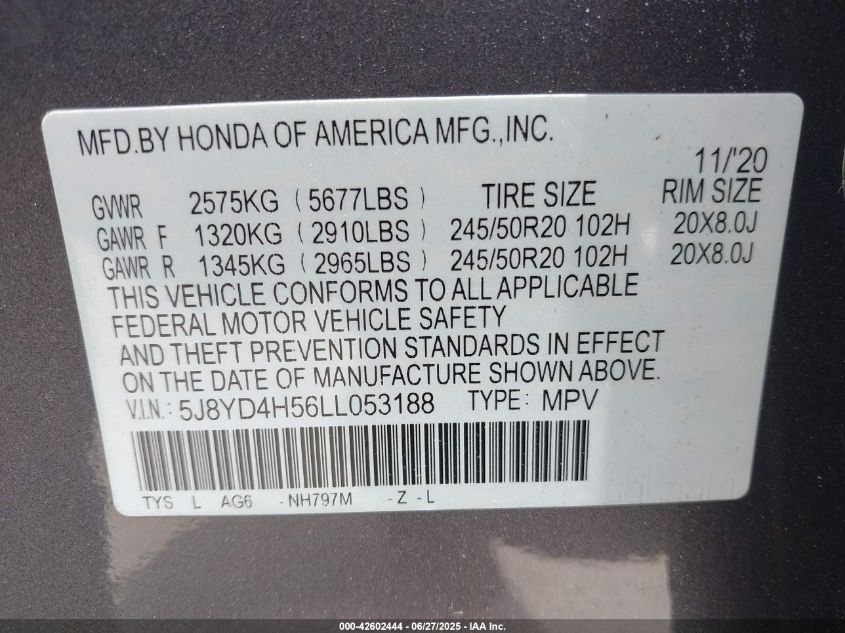 MFD.BY HONDA OF AMERICA MFG.,INC.
11/'20
GVWR 2575KG ( 5677LBS ) TIRE SIZE RIM SIZE
GAWR F 1320KG ( 2910LBS ) 245/50R20 102H 20X8.0J
GAWR R 1345KG ( 2965LBS ) 245/50R20 102H 20X8.0J
THIS VEHICLE CONFORMS TO ALL APPLICABLE
FEDERAL MOTOR VEHICLE SAFETY
AND THEFT PREVENTION STANDARDS IN EFFECT
ON THE DATE OF MANUFACTURE SHOWN ABOVE.
V.I.N.: 5J8YD4H56LL053188 TYPE: MPV
TYS L AG6 -NH797M -Z -L
000-42602444 - 06/27/2025 - IAA Inc.